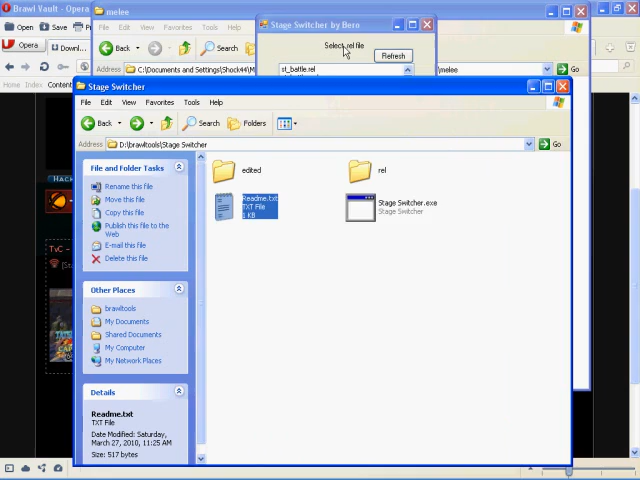 Brawl Vault - Opera
melee
Stage Switcher by Bero
Open
Save
File Edit View Favorites Tools
Select .rel file
Opera
Downl...
Back
Search
Refresh
Address C:\Documents and Settings\Shock44\M
st_battle.rel
\melee
Go
Home Index Content
Stage Switcher
File Edit View Favorites Tools Help
Back Search Folders
Address D:\brawltools\Stage Switcher Go
File and Folder Tasks
Rename this file
Move this file
Copy this file
Publish this file to the
Web
E-mail this file
Delete this file
edited
rel
Readme.txt
TXT File
1 KB
Stage Switcher.exe
Stage Switcher
Other Places
brawltools
My Documents
Shared Documents
My Computer
My Network Places
Details
Readme.txt
TXT File
Date Modified: Saturday,
March 27, 2010, 11:25 AM
Size: 517 bytes
HACK
TvC -